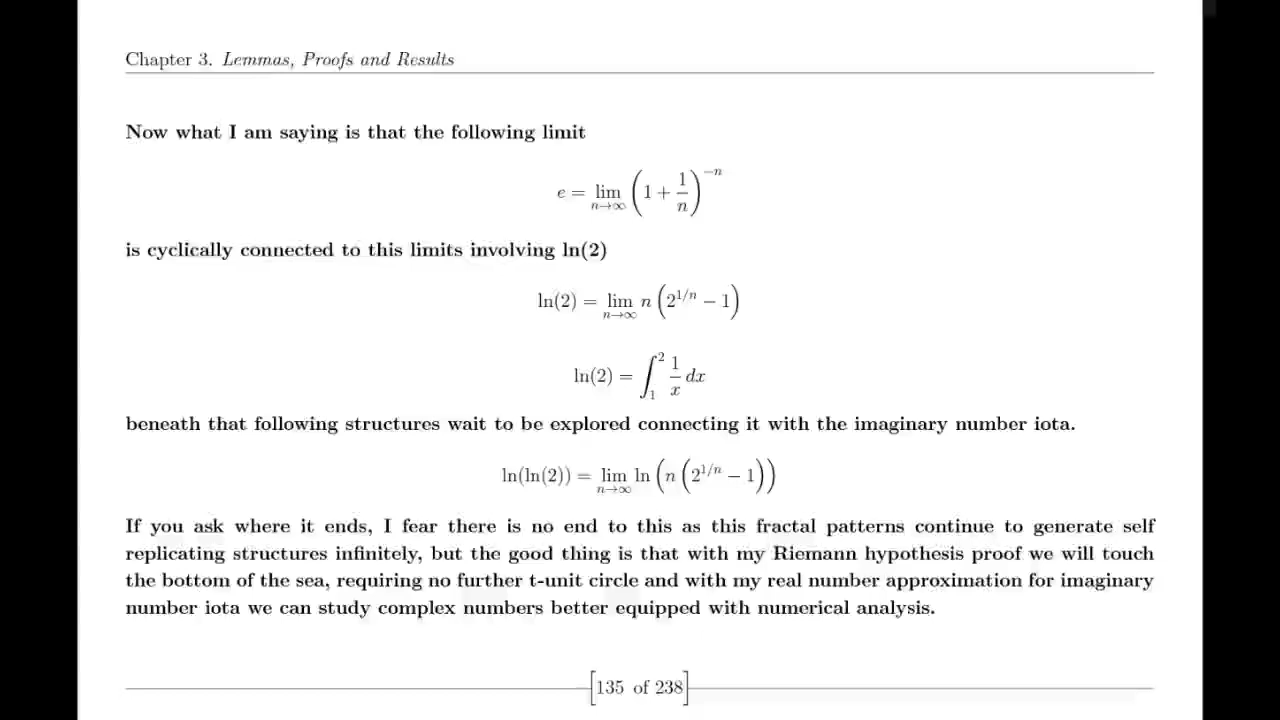 Chapter 3. Lemmas, Proofs and Results
Now what I am saying is that the following limit
e = lim_{n→∞} (1 + 1/n)^{−n}
is cyclically connected to this limits involving ln(2)
ln(2) = lim_{n→∞} n (2^{1/n} − 1)
ln(2) = ∫_1^2 1/x dx
beneath that following structures wait to be explored connecting it with the imaginary number iota.
ln(ln(2)) = lim_{n→∞} ln (n (2^{1/n} − 1))
If you ask where it ends, I fear there is no end to this as this fractal patterns continue to generate self
replicating structures infinitely, but the good thing is that with my Riemann hypothesis proof we will touch
the bottom of the sea, requiring no further t-unit circle and with my real number approximation for imaginary
number iota we can study complex numbers better equipped with numerical analysis.
[135 of 238]